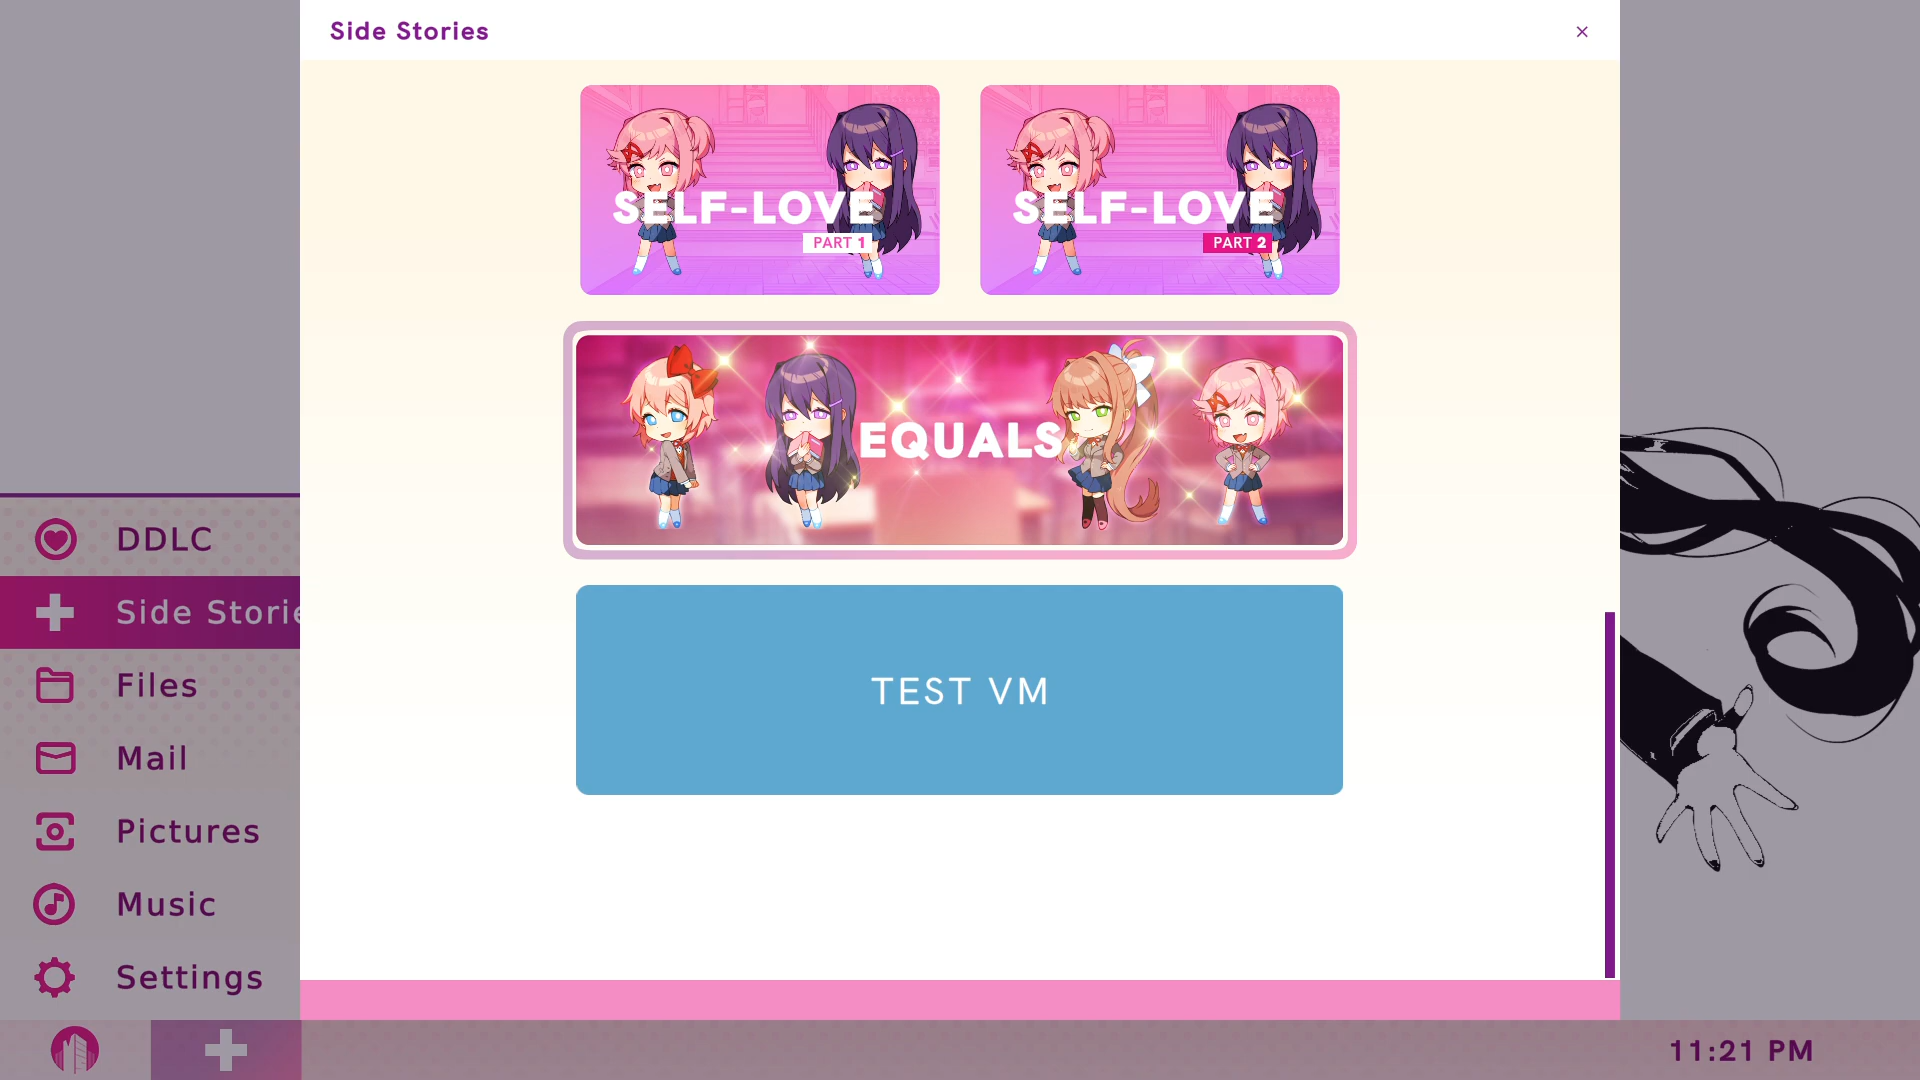 Side Stories
×
SELF-LOVE
PART 1
SELF-LOVE
PART 2
EQUALS
TEST VM
DDLC
Side Storie
Files
Mail
Pictures
Music
Settings
11:21 PM